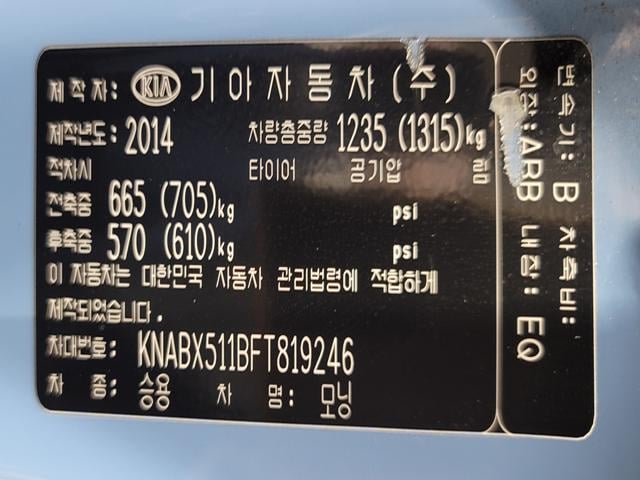 제작자: KIA 기아자동차(주)
제작년도: 2014 차량총중량 1235 (1315)kg
적차시 타이어 공기압 림
전축중 665 (705)kg psi
후축중 570 (610)kg psi
이 자동차는 대한민국 자동차 관리법령에 적합하게
제작되었습니다.
차대번호: KNABX511BFT819246
차 종: 승용 차 명: 모닝
변속기: B 차축비:
외장: ABB 내장: EQ